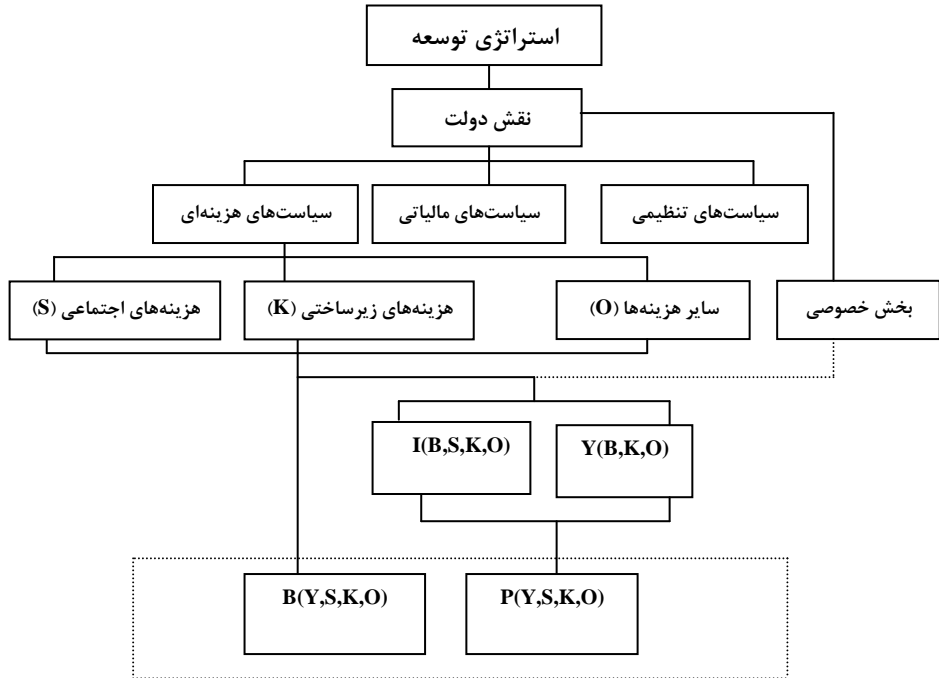 استراتژی توسعه
نقش دولت
سیاست‌های تنظیمی
سیاست‌های مالیاتی
سیاست‌های هزینه‌ای
بخش خصوصی
سایر هزینه‌ها (O)
هزینه‌های زیرساختی (K)
هزینه‌های اجتماعی (S)
I(B,S,K,O)
Y(B,K,O)
B(Y,S,K,O)
P(Y,S,K,O)